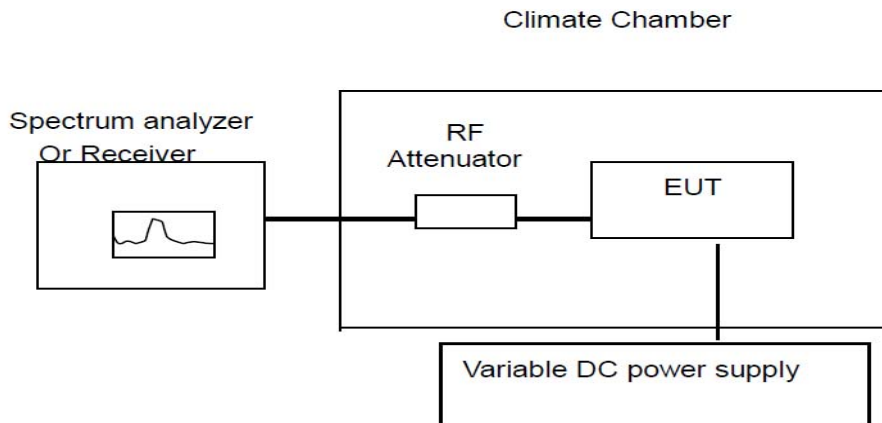 Climate Chamber
Spectrum analyzer
Or Receiver
RF
Attenuator
EUT
Variable DC power supply